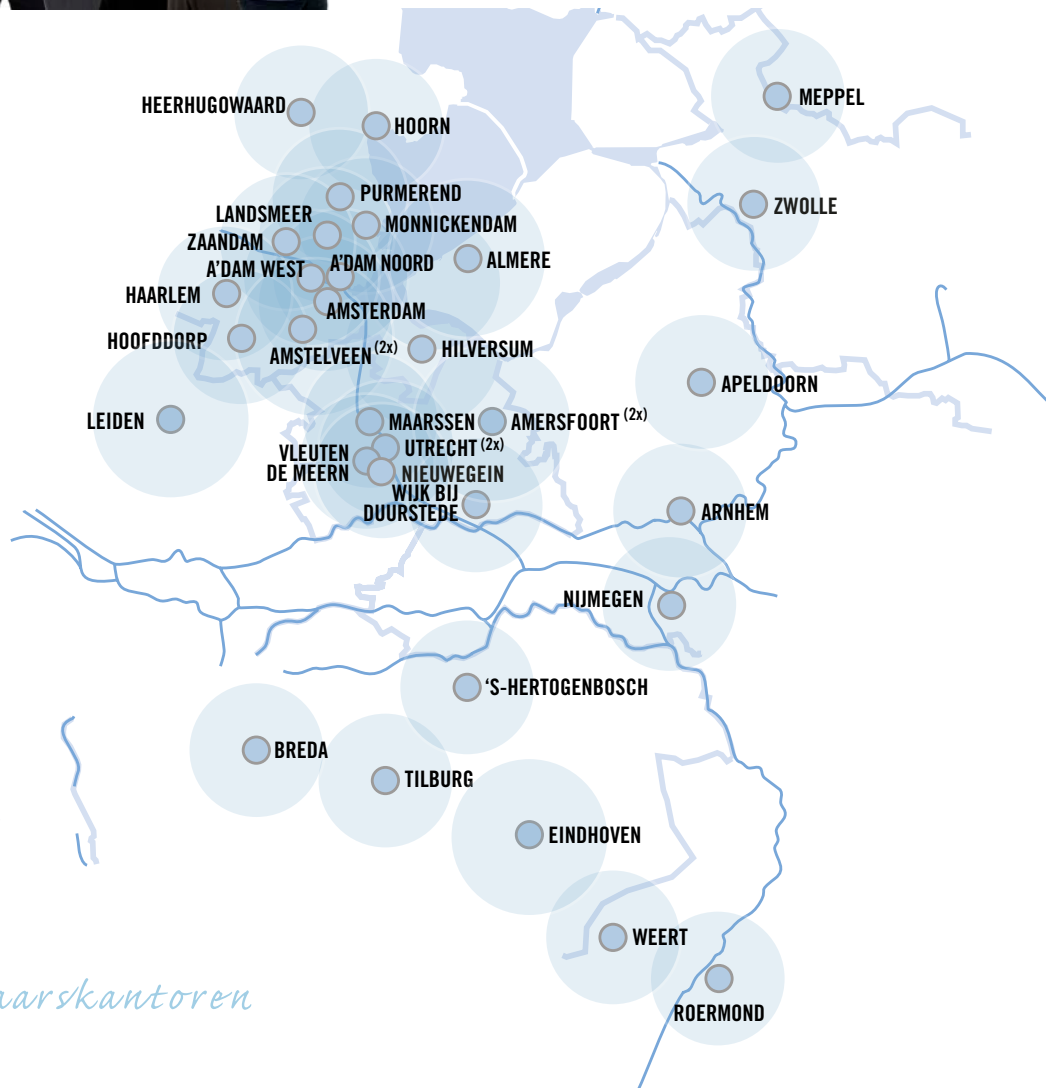 HEERHUGOWAARD
HOORN
MEPPEL
PURMEREND
ZWOLLE
LANDSMEER
MONNICKENDAM
ZAANDAM
A'DAM WEST
A'DAM NOORD
ALMERE
HAARLEM
AMSTERDAM
HOOFDDORP
AMSTELVEEN (2x)
HILVERSUM
APELDOORN
LEIDEN
MAARSSEN
AMERSFOORT (2x)
UTRECHT (2x)
VLEUTEN
DE MEERN
NIEUWEGEIN
WIJK BIJ
DUURSTEDE
ARNHEM
NIJMEGEN
‘S-HERTOGENBOSCH
BREDA
TILBURG
EINDHOVEN
WEERT
ROERMOND
aarskantoren